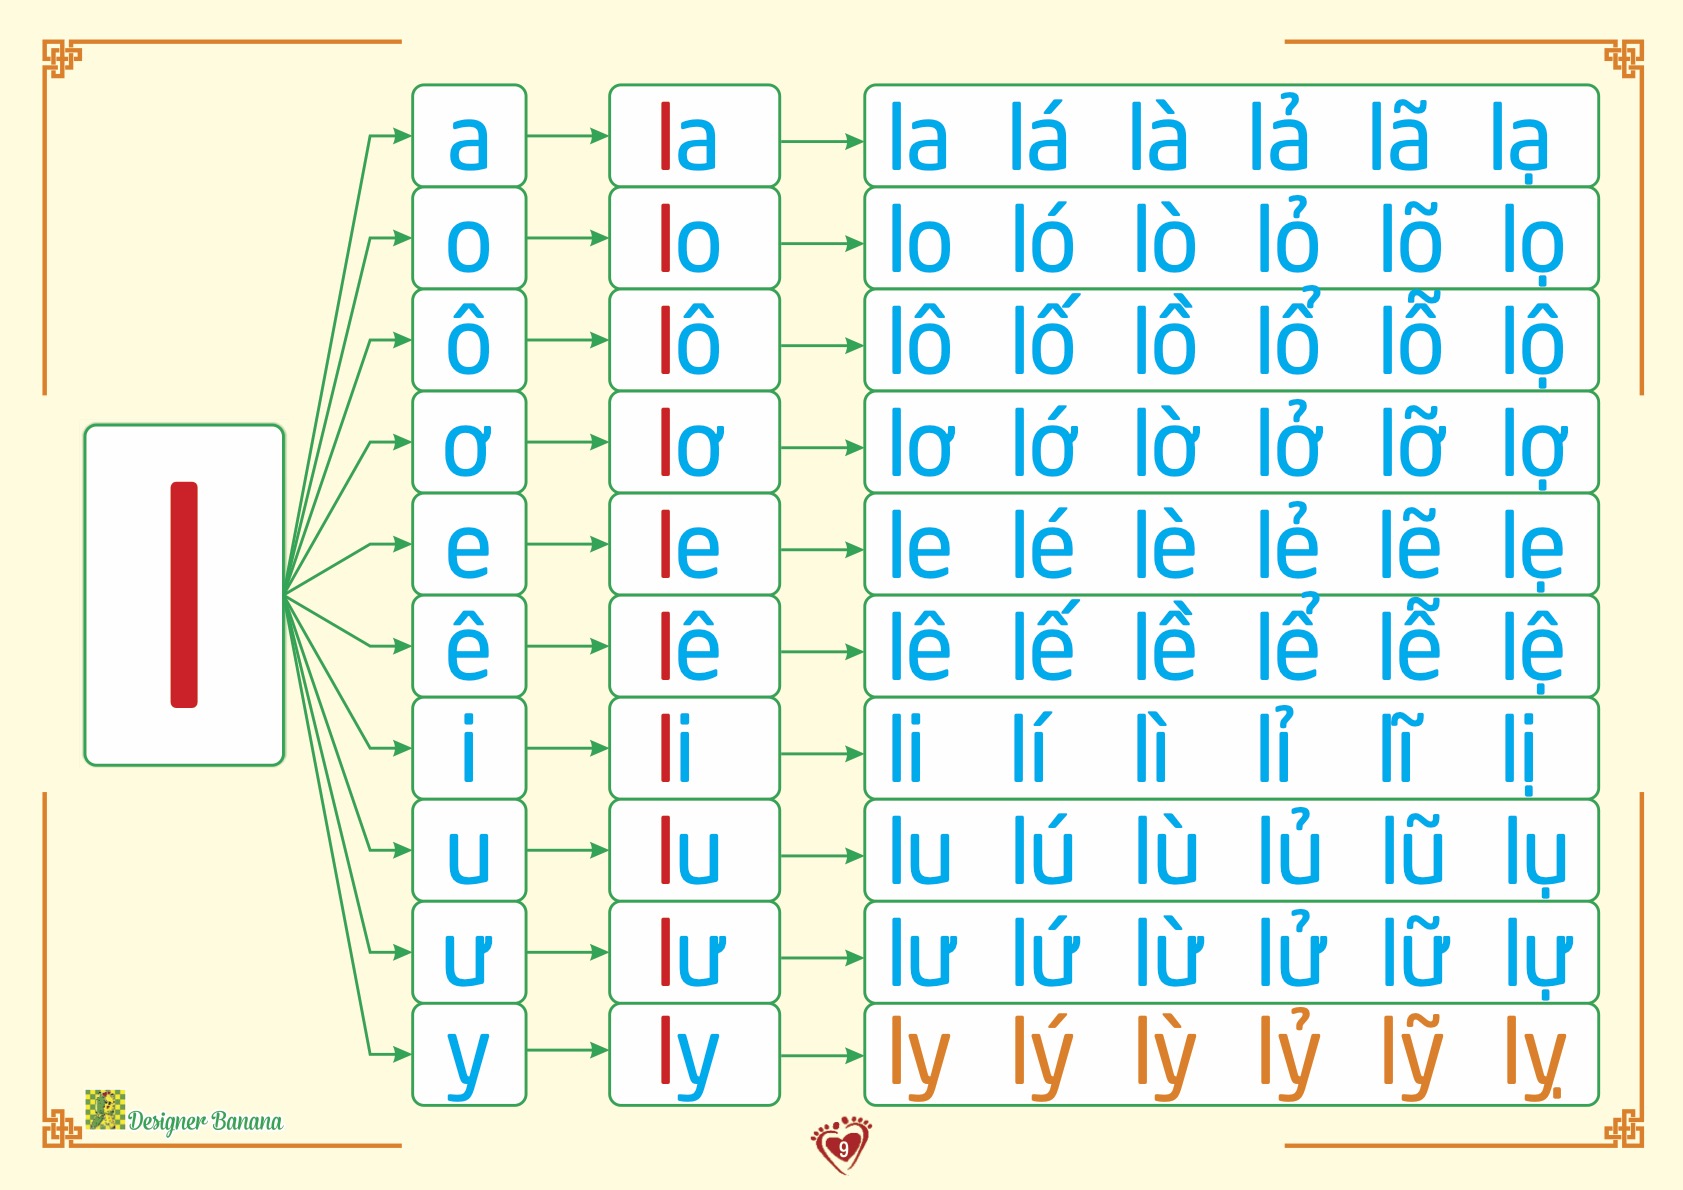 a la la lá là lả lã lạ
o lo lo ló lò lỏ lõ lọ
ô lô lô lố lồ lổ lỗ lộ
ơ lơ lơ lớ lờ lở lỡ lợ
l
e le le lé lè lẻ lẽ lẹ
ê lê lê lế lề lể lễ lệ
i li li lí lì lỉ lĩ lị
u lu lu lú lù lủ lũ lụ
ư lư lư lứ lừ lử lữ lự
y ly ly lý lỳ lỷ lỹ lỵ
Designer Banana
9